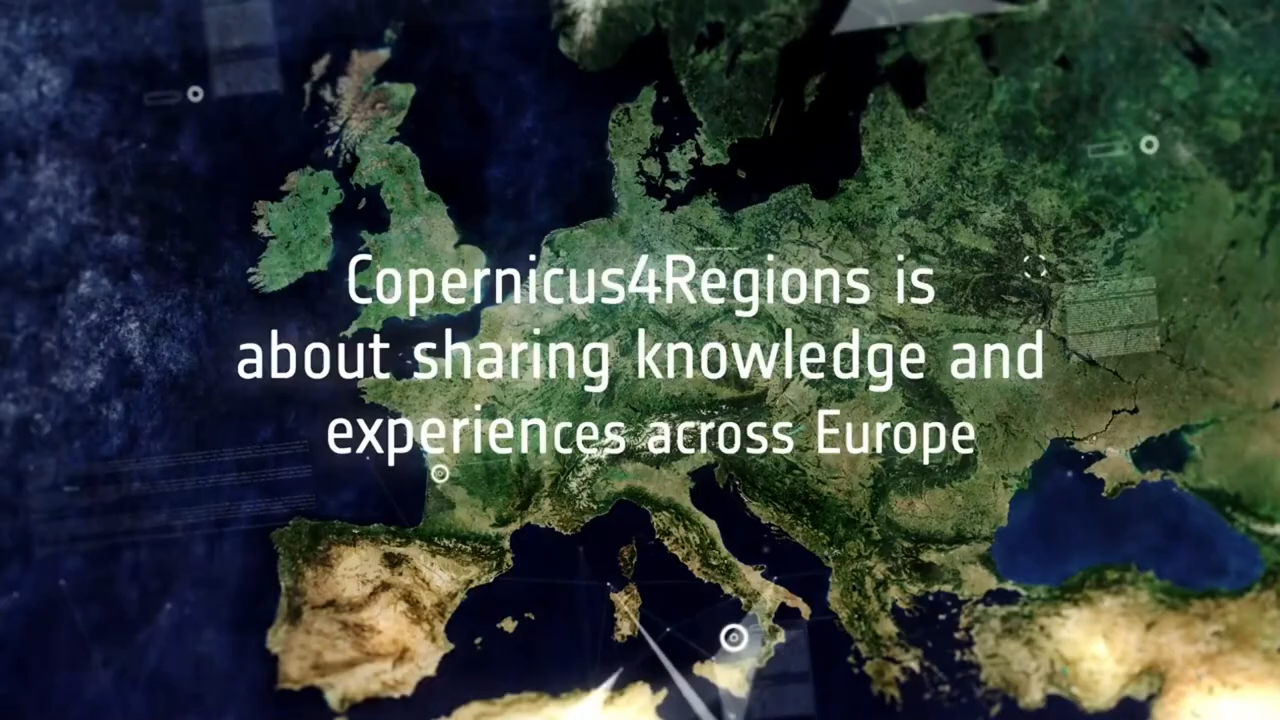 Copernicus4Regions is
about sharing knowledge and
experiences across Europe